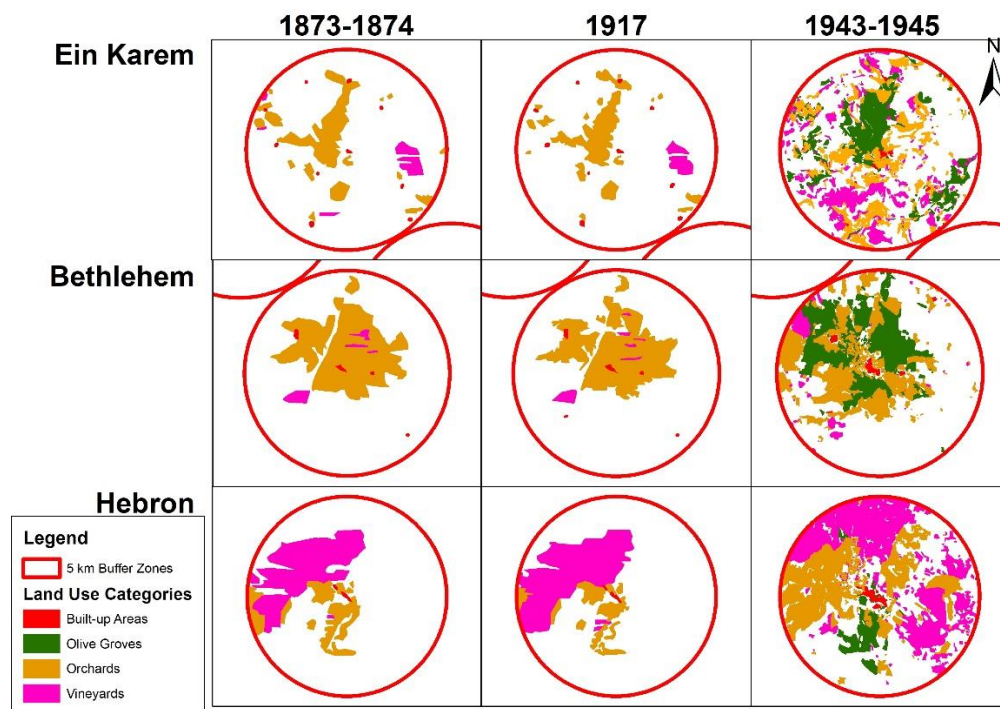 1873-1874
1917
1943-1945
Ein Karem
N
Bethlehem
Hebron
Legend
5 km Buffer Zones
Land Use Categories
Built-up Areas
Olive Groves
Orchards
Vineyards